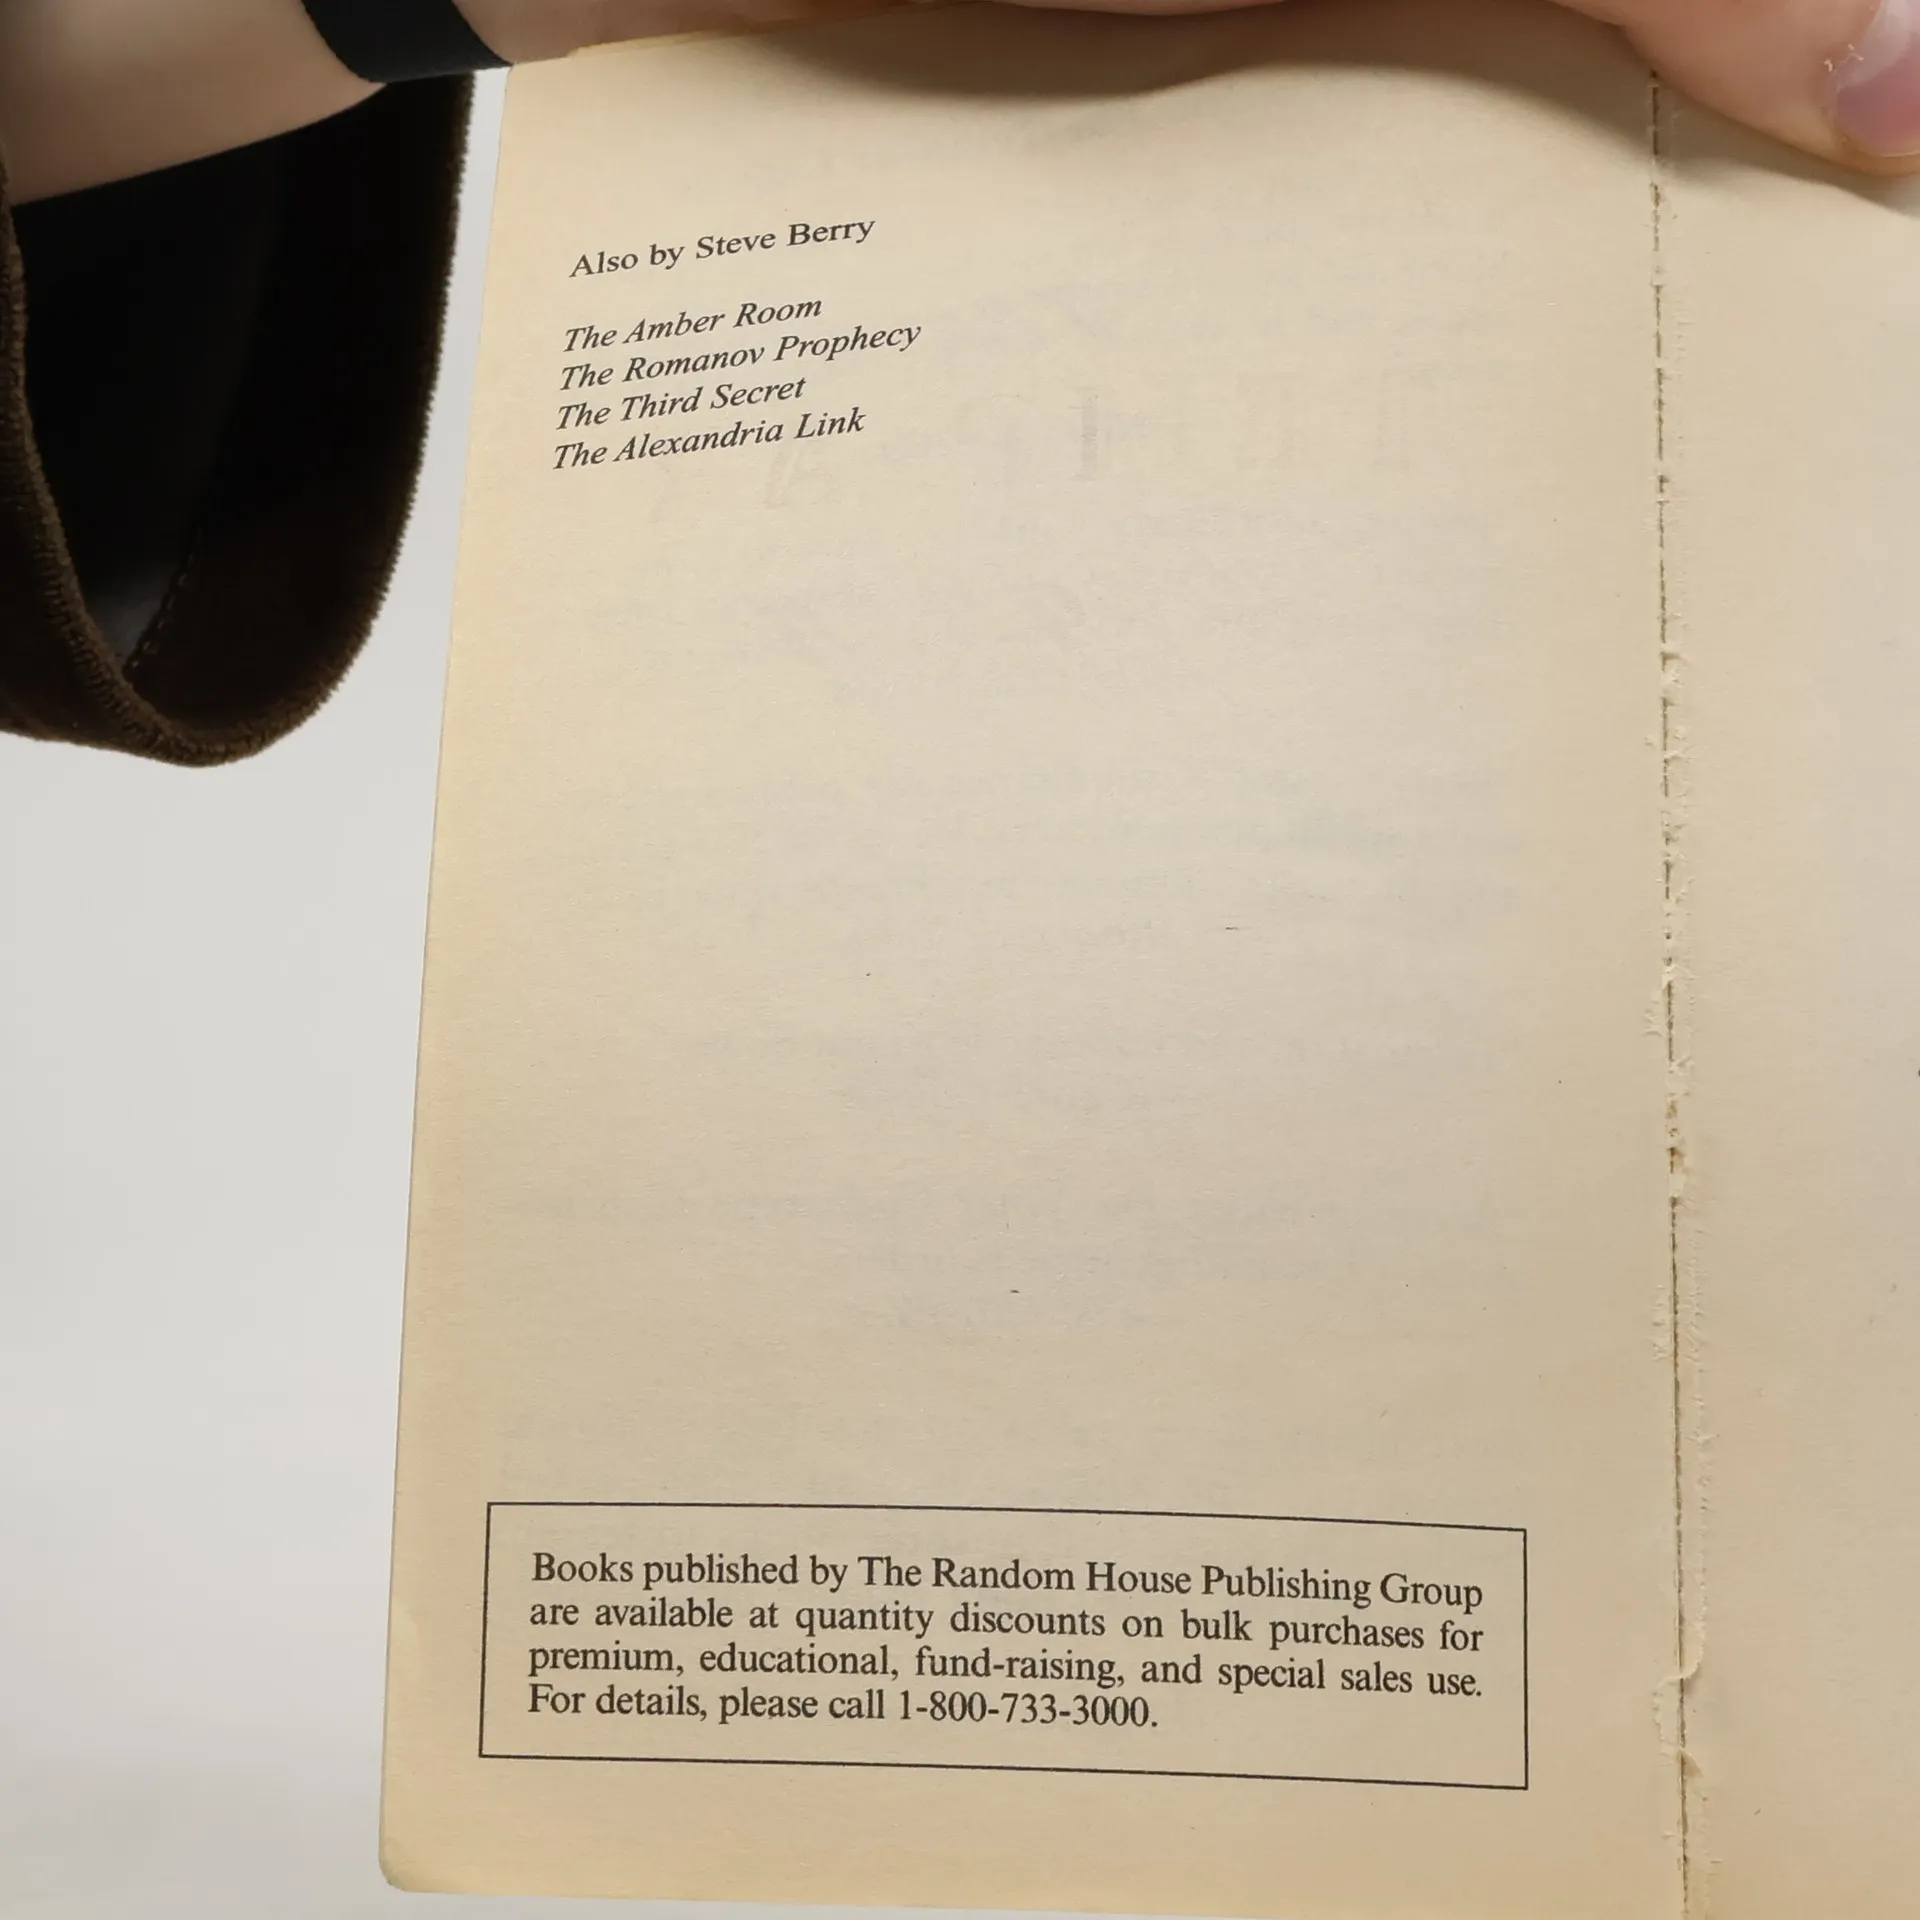 Also by Steve Berry
The Amber Room
The Romanov Prophecy
The Third Secret
The Alexandria Link
Books published by The Random House Publishing Group
are available at quantity discounts on bulk purchases for
premium, educational, fund-raising, and special sales use.
For details, please call 1-800-733-3000.